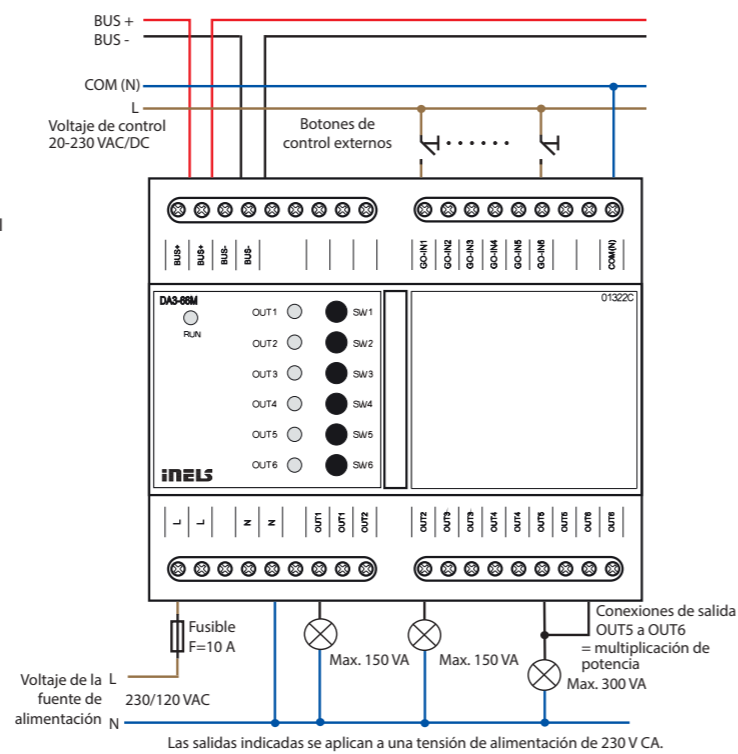 BUS +
BUS -
COM (N)
L
Voltaje de control
20-230 VAC/DC
Botones de
control externos
BUS+
BUS+
BUS-
BUS-
GO-IN1
GO-IN2
GO-IN3
GO-IN4
GO-IN5
GO-IN6
COM(N)
DA3-66M
RUN
01322C
OUT1 SW1
OUT2 SW2
OUT3 SW3
OUT4 SW4
OUT5 SW5
OUT6 SW6
iNELS
L
L
N
N
OUT1
OUT1
OUT2
OUT2
OUT3
OUT3
OUT4
OUT4
OUT5
OUT5
OUT6
OUT6
Fusible
F=10 A
Max. 150 VA
Max. 150 VA
Conexiones de salida
OUT5 a OUT6
= multiplicación de
potencia
Max. 300 VA
Voltaje de la
fuente de
alimentación
L
N
230/120 VAC
Las salidas indicadas se aplican a una tensión de alimentación de 230 V CA.